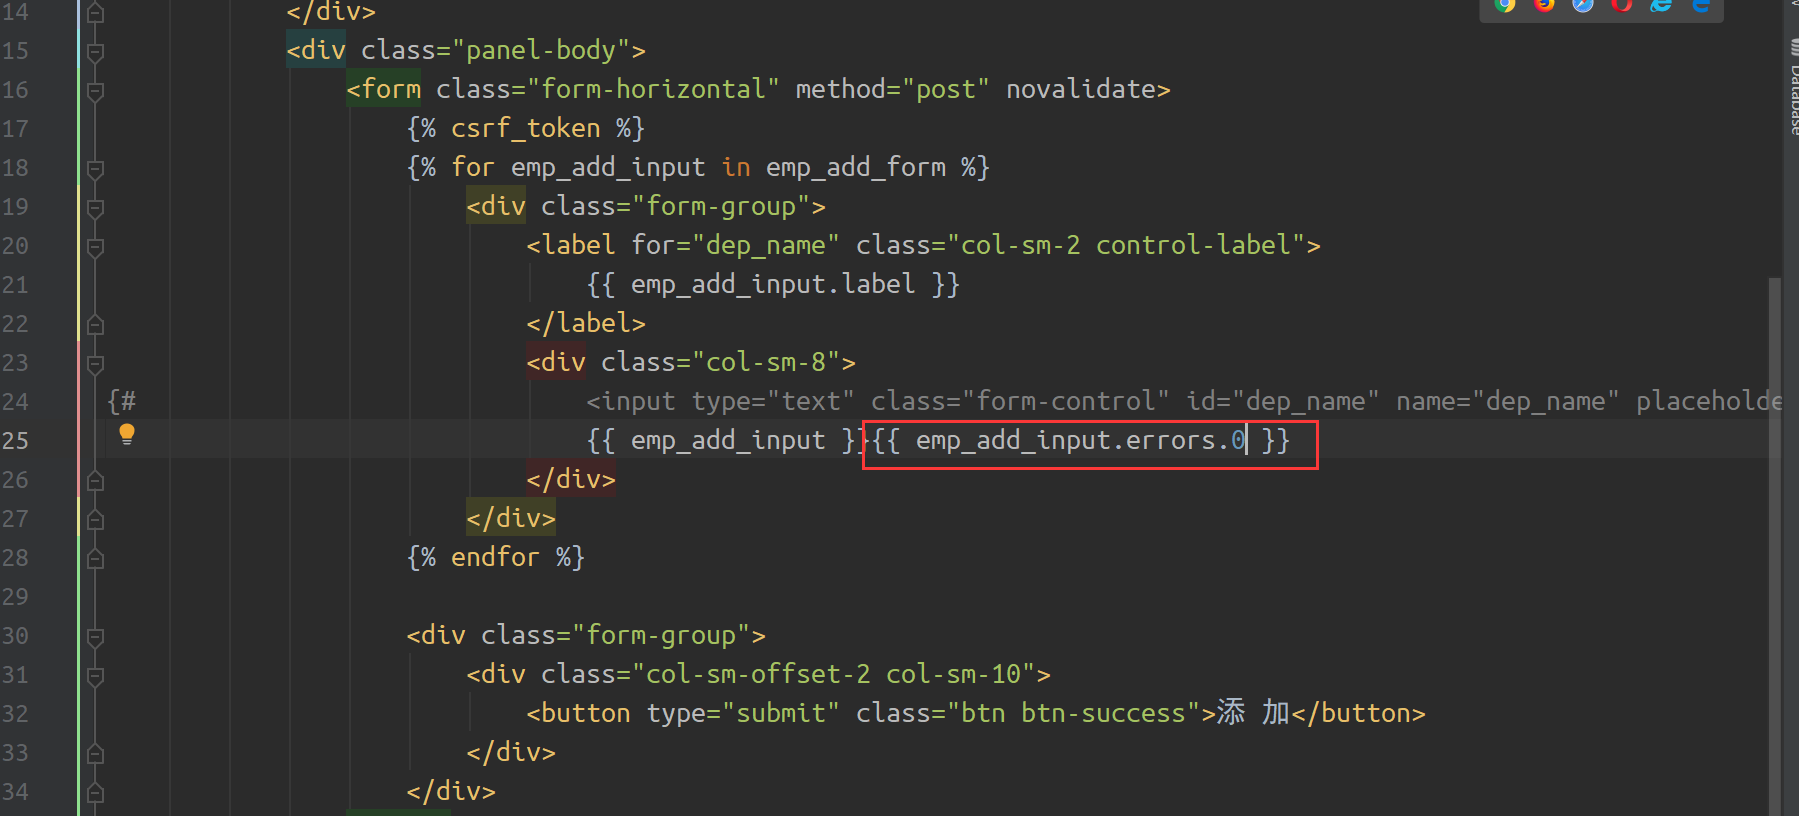 14 </div>
15 <div class="panel-body">
16 <form class="form-horizontal" method="post" novalidate>
17 {% csrf_token %}
18 {% for emp_add_input in emp_add_form %}
19 <div class="form-group">
20 <label for="dep_name" class="col-sm-2 control-label">
21 {{ emp_add_input.label }}
22 </label>
23 <div class="col-sm-8">
24 {# <input type="text" class="form-control" id="dep_name" name="dep_name" placeholde
25 {{ emp_add_input }}{{ emp_add_input.errors.0 }}
26 </div>
27 </div>
28 {% endfor %}
29
30 <div class="form-group">
31 <div class="col-sm-offset-2 col-sm-10">
32 <button type="submit" class="btn btn-success">添 加</button>
33 </div>
34 </div>
Database